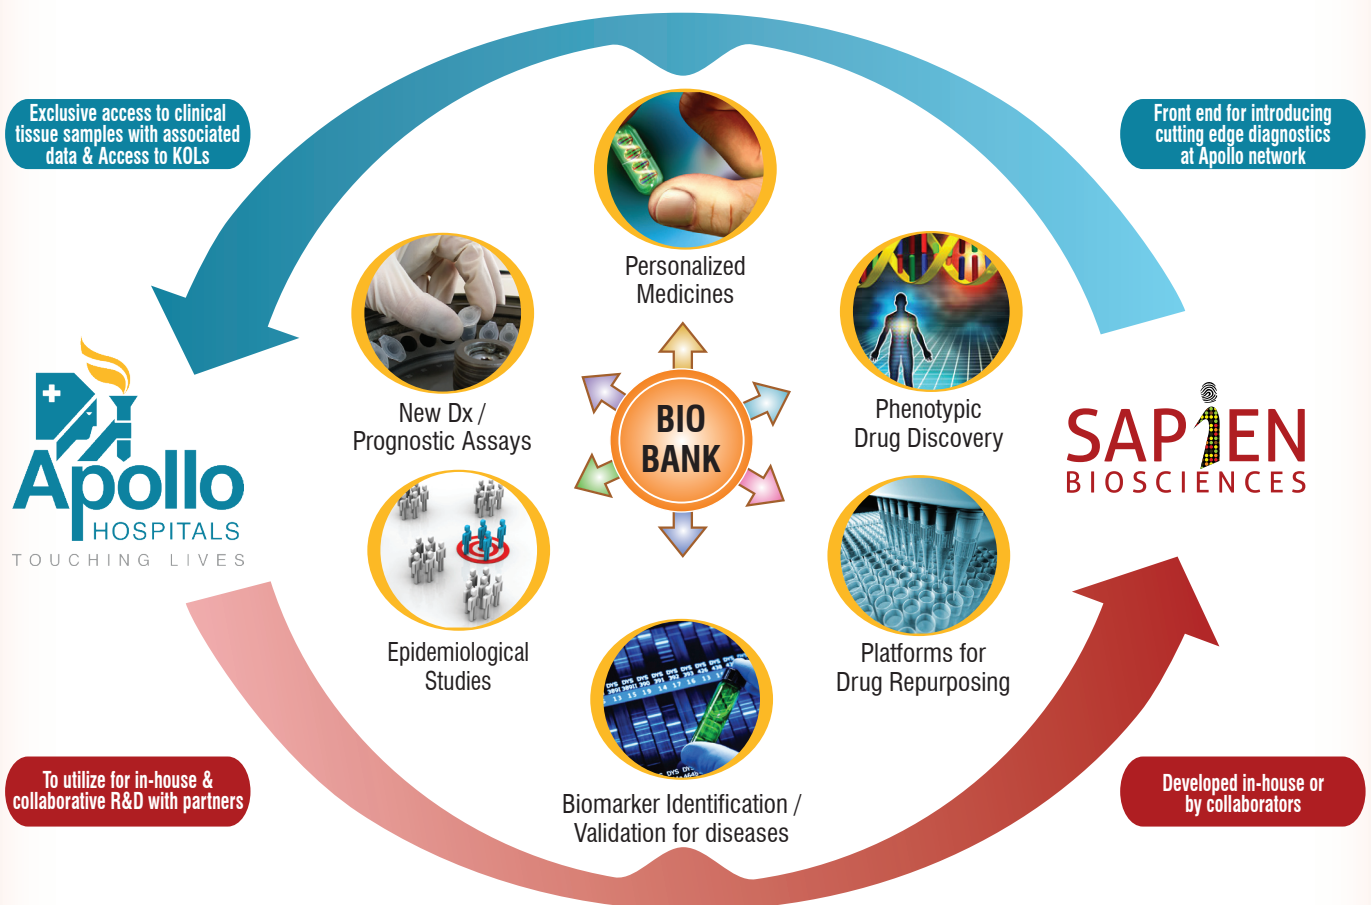 Exclusive access to clinical
tissue samples with associated
data & Access to KOLs
Front end for introducing
cutting edge diagnostics
at Apollo network
Personalized
Medicines
New Dx /
Prognostic Assays
BIO
BANK
Phenotypic
Drug Discovery
Apollo
HOSPITALS
TOUCHING LIVES
SAPIEN
BIOSCIENCES
Epidemiological
Studies
Platforms for
Drug Repurposing
Biomarker Identification /
Validation for diseases
To utilize for in-house &
collaborative R&D with partners
Developed in-house or
by collaborators